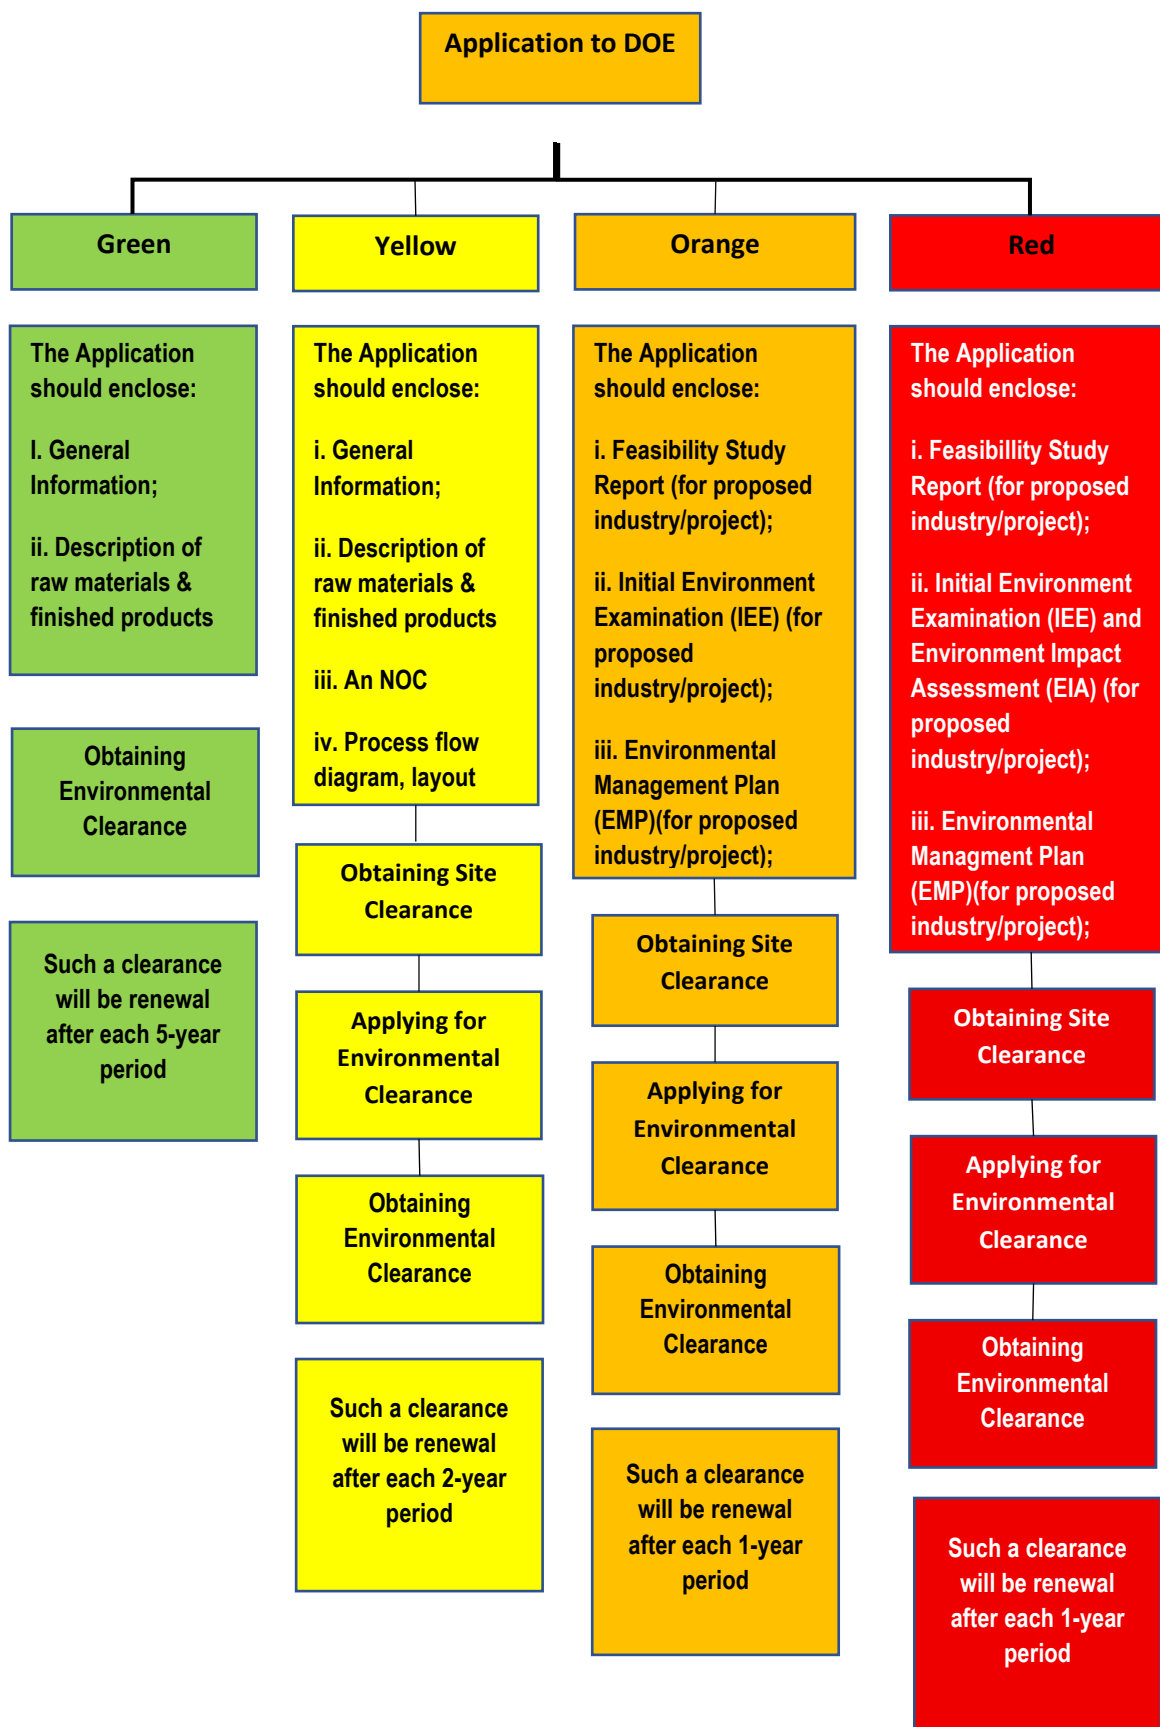 Application to DOE
Green
Yellow
Orange
Red
The Application
should enclose:
I. General
Information;
ii. Description of
raw materials &
finished products
Obtaining
Environmental
Clearance
Such a clearance
will be renewal
after each 5-year
period
The Application
should enclose:
i. General
Information;
ii. Description of
raw materials &
finished products
iii. An NOC
iv. Process flow
diagram, layout
Obtaining Site
Clearance
Applying for
Environmental
Clearance
Obtaining
Environmental
Clearance
Such a clearance
will be renewal
after each 2-year
period
The Application
should enclose:
i. Feasibility Study
Report (for proposed
industry/project);
ii. Initial Environment
Examination (IEE) (for
proposed
industry/project);
iii. Environmental
Management Plan
(EMP)(for proposed
industry/project);
Obtaining Site
Clearance
Applying for
Environmental
Clearance
Obtaining
Environmental
Clearance
Such a clearance
will be renewal
after each 1-year
period
The Application
should enclose:
i. Feasibillity Study
Report (for proposed
industry/project);
ii. Initial Environment
Examination (IEE) and
Environment Impact
Assessment (EIA) (for
proposed
industry/project);
iii. Environmental
Managment Plan
(EMP)(for proposed
industry/project);
Obtaining Site
Clearance
Applying for
Environmental
Clearance
Obtaining
Environmental
Clearance
Such a clearance
will be renewal
after each 1-year
period